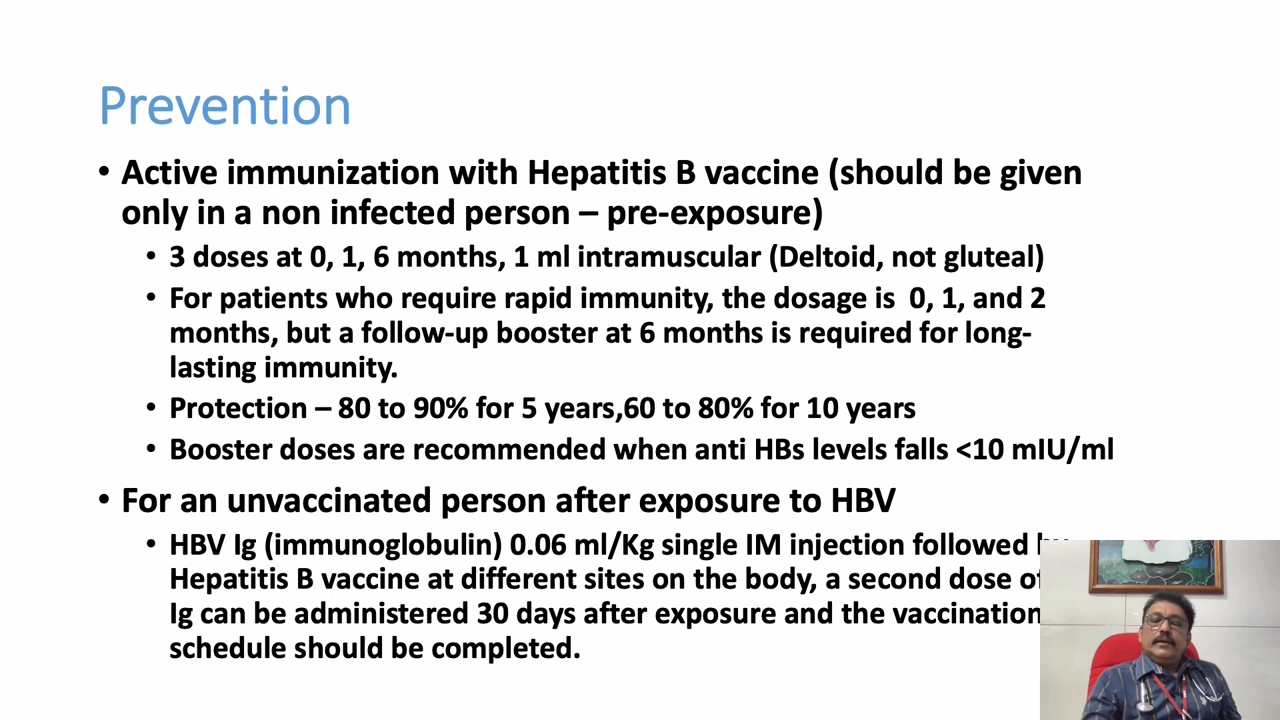 Prevention
• Active immunization with Hepatitis B vaccine (should be given
only in a non infected person – pre-exposure)
• 3 doses at 0, 1, 6 months, 1 ml intramuscular (Deltoid, not gluteal)
• For patients who require rapid immunity, the dosage is 0, 1, and 2
months, but a follow-up booster at 6 months is required for long-
lasting immunity.
• Protection – 80 to 90% for 5 years,60 to 80% for 10 years
• Booster doses are recommended when anti HBs levels falls <10 mIU/ml
• For an unvaccinated person after exposure to HBV
• HBV Ig (immunoglobulin) 0.06 ml/Kg single IM injection followed
Hepatitis B vaccine at different sites on the body, a second dose
Ig can be administered 30 days after exposure and the vaccination
schedule should be completed.